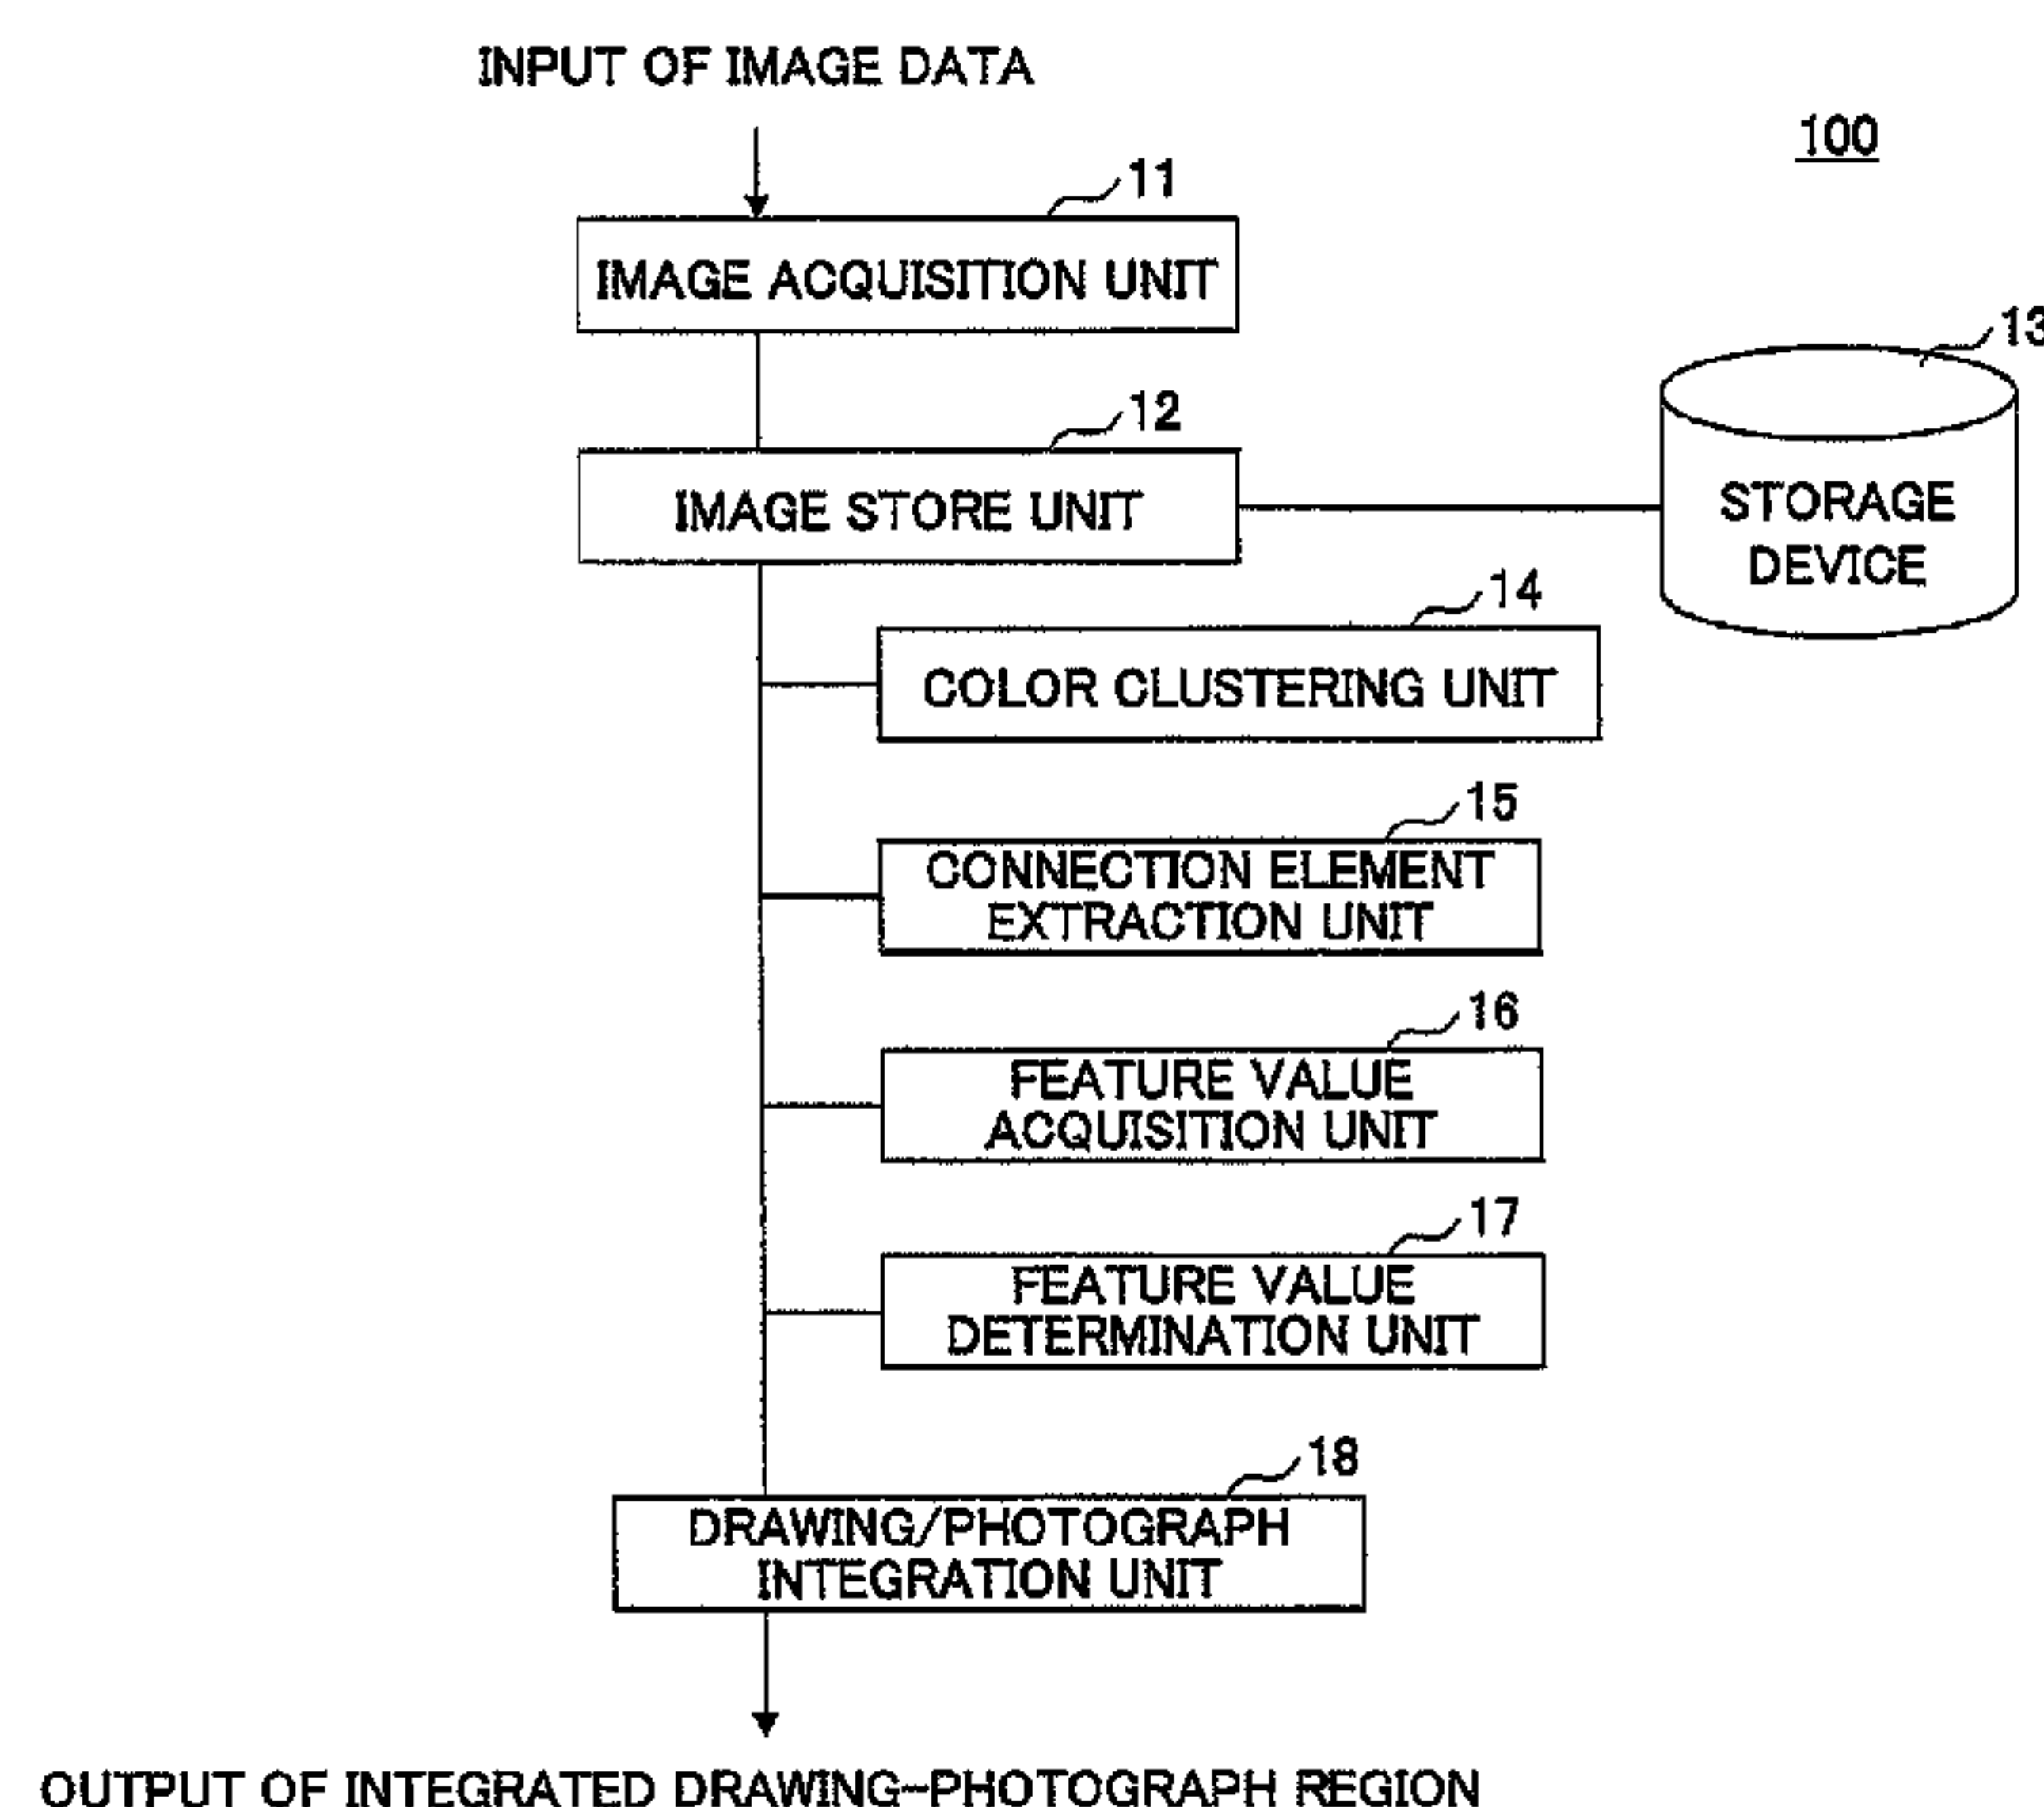 INPUT OF IMAGE DATA
100
11
IMAGE ACQUISITION UNIT
13
12
IMAGE STORE UNIT
STORAGE
DEVICE
14
COLOR CLUSTERING UNIT
15
CONNECTION ELEMENT
EXTRACTION UNIT
16
FEATURE VALUE
ACQUISITION UNIT
17
FEATURE VALUE
DETERMINATION UNIT
18
DRAWING/PHOTOGRAPH
INTEGRATION UNIT
OUTPUT OF INTEGRATED DRAWING-PHOTOGRAPH REGION